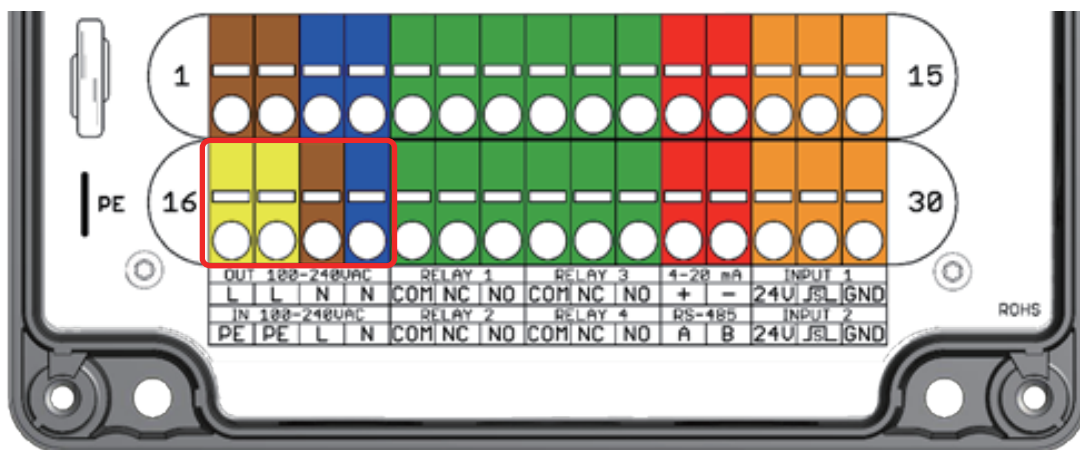 1 15
PE 16 30
OUT 100-240VAC RELAY 1 RELAY 3 4-20 mA INPUT 1
L L N N COM NC NO COM NC NO + - 24V GND
IN 100-240VAC RELAY 2 RELAY 4 RS-485 INPUT 2
PE PE L N COM NC NO COM NC NO A B 24V GND
ROHS